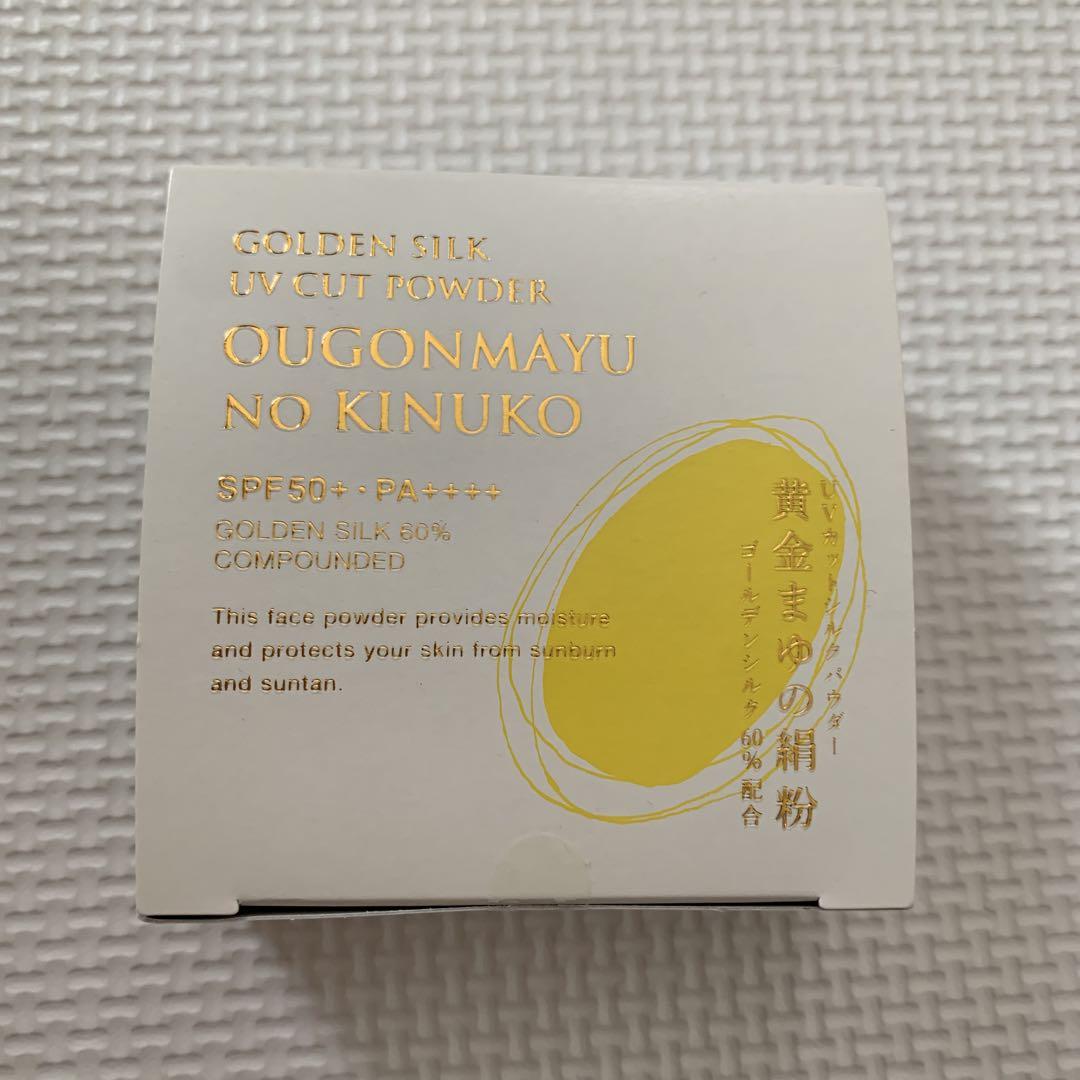 GOLDEN SILK
UV CUT POWDER
OUGONMAYU
NO KINUKO
SPF50+・PA++++
GOLDEN SILK 60%
COMPOUNDED
This face powder provides moisture
and protects your skin from sunburn
and suntan.
UVカットシルクパウダー
黄金まゆの絹粉
ゴールデンシルク60%配合